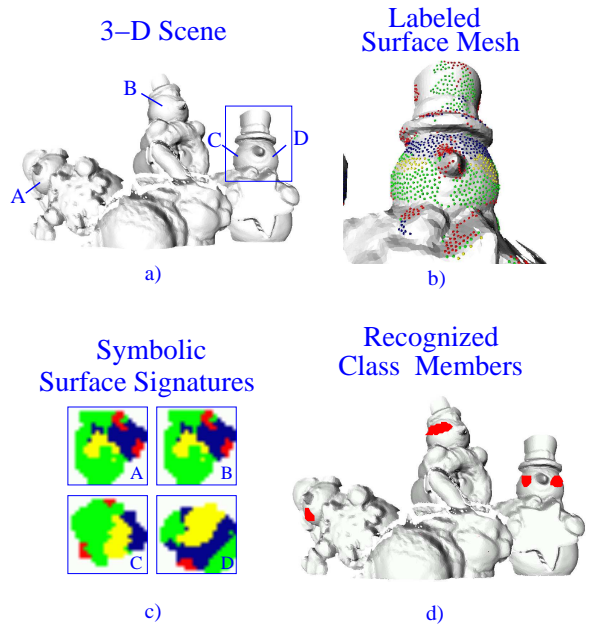 3–D Scene
B
C
D
A
a)
Labeled
Surface Mesh
b)
Symbolic
Surface Signatures
A
B
C
D
c)
Recognized
Class Members
d)